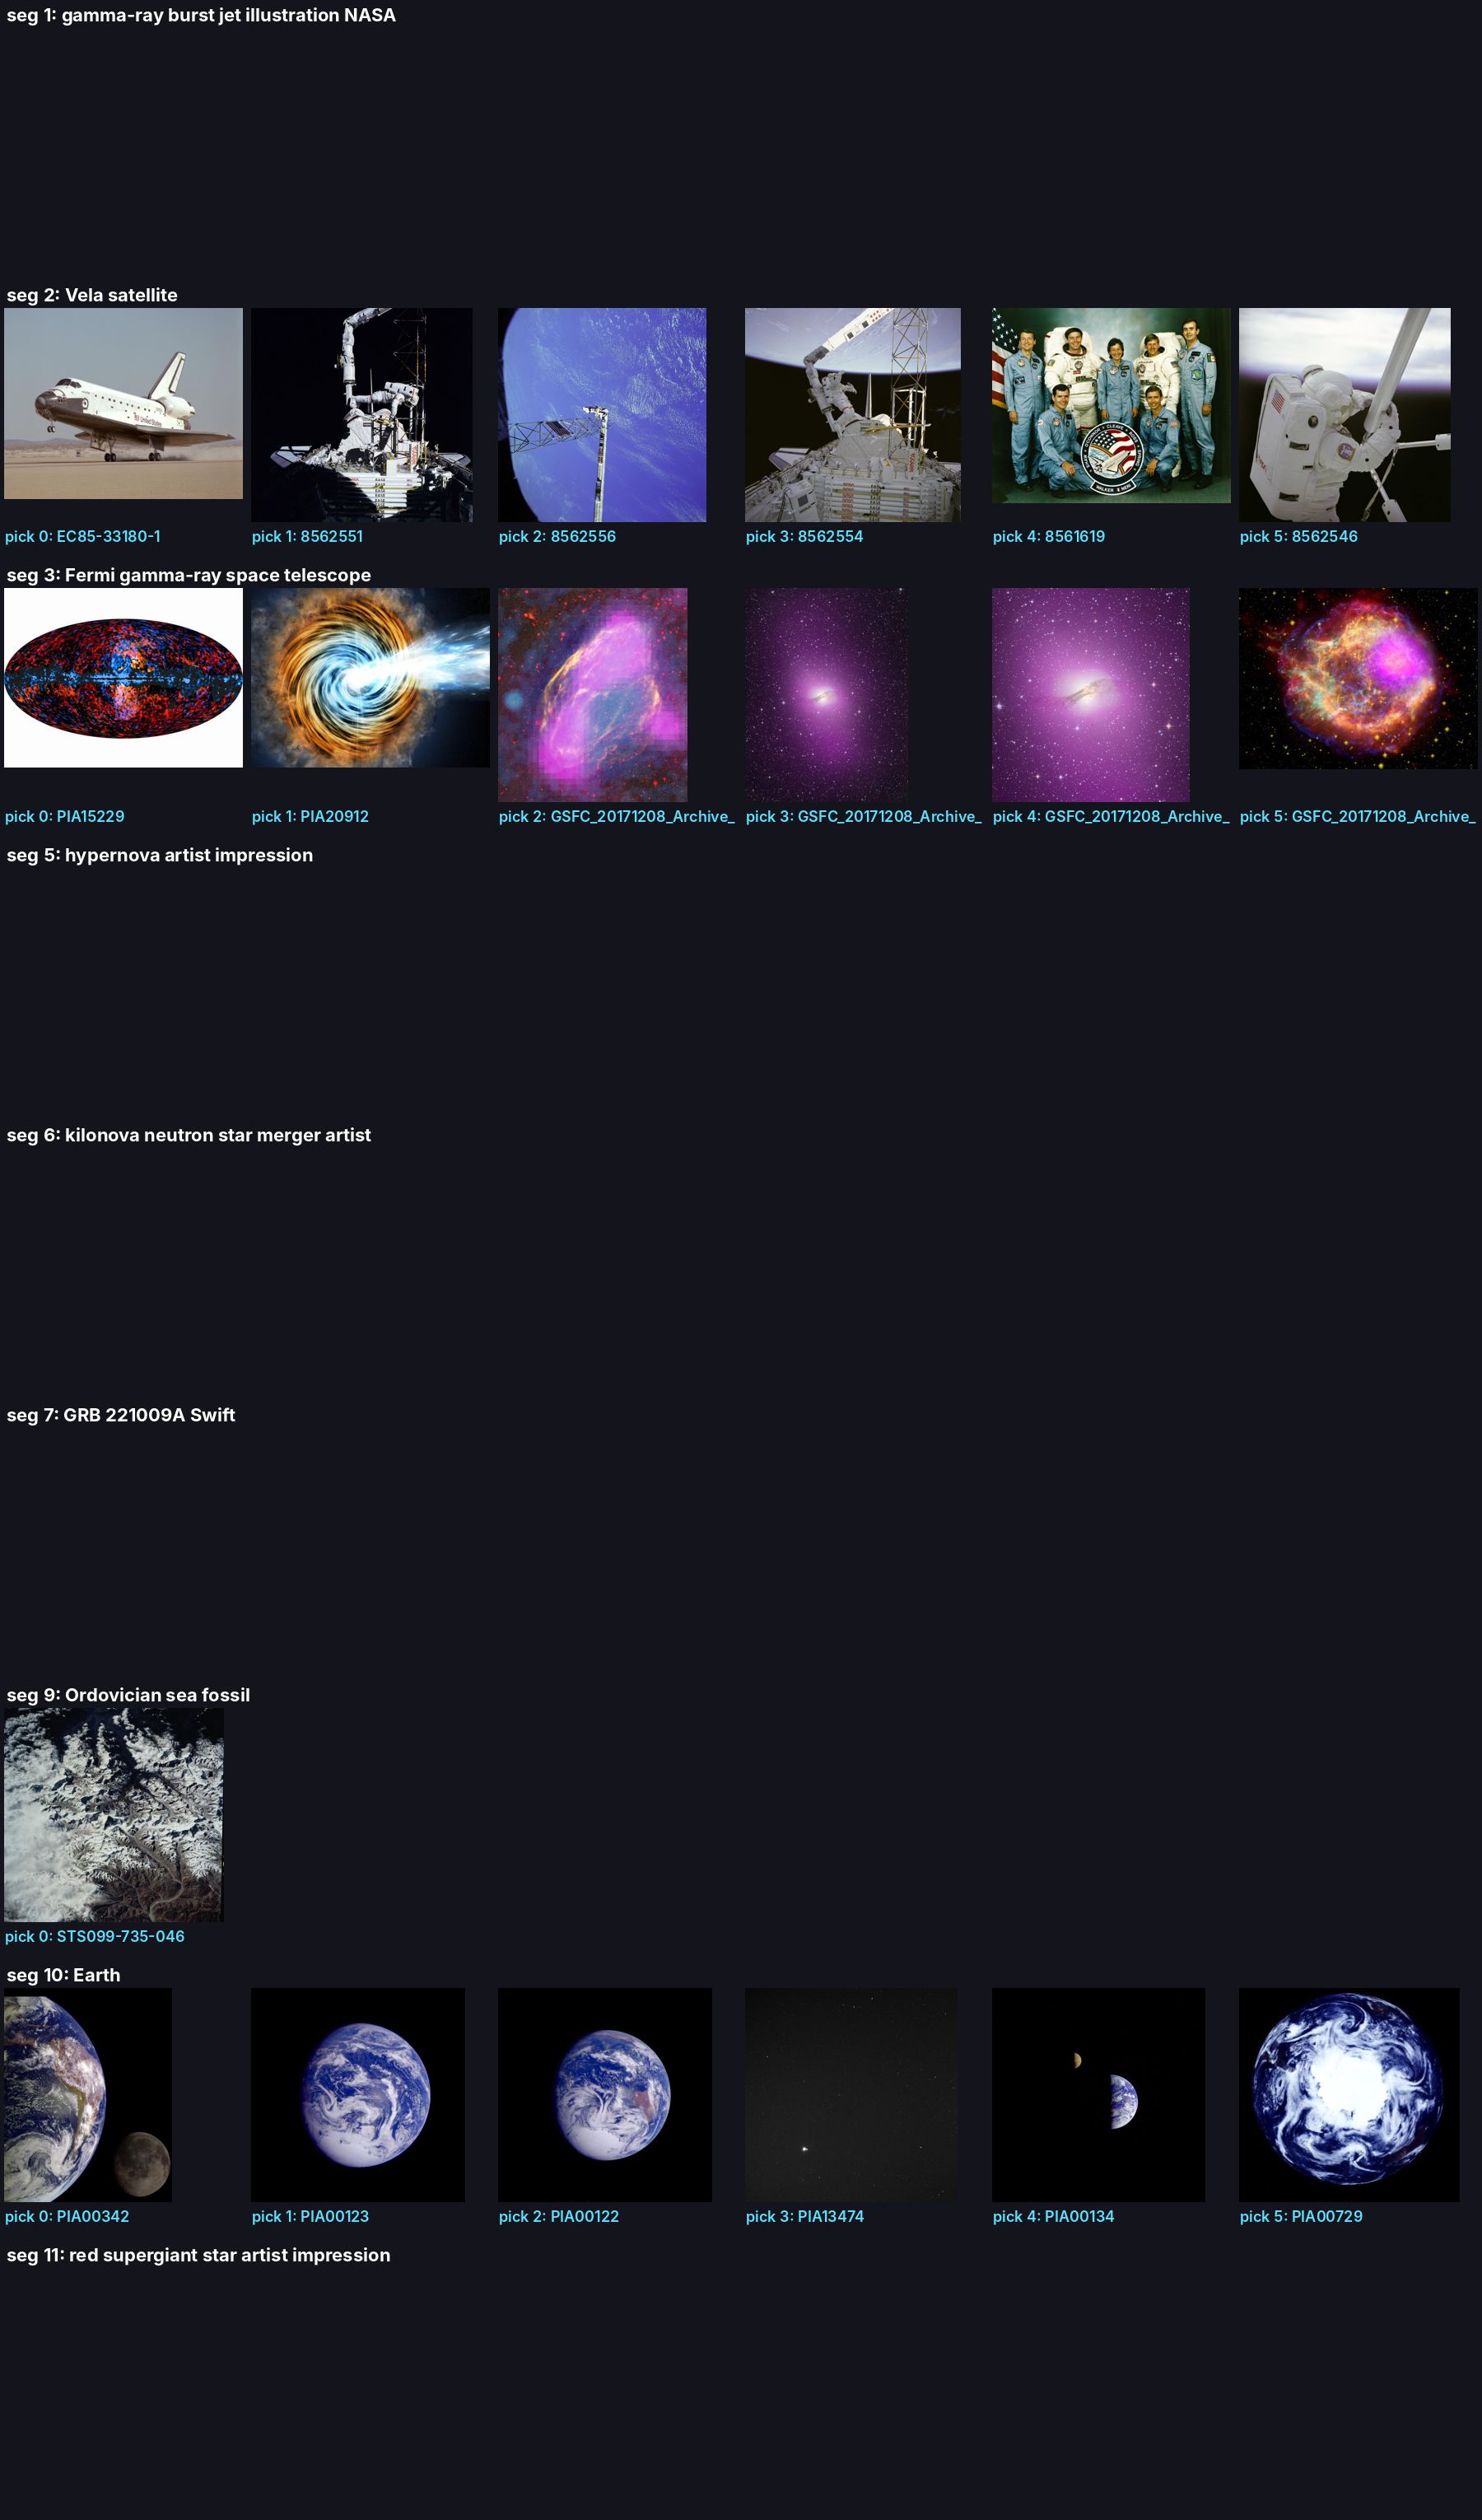 seg 1: gamma-ray burst jet illustration NASA
seg 2: Vela satellite
pick 0: EC85-33180-1
pick 1: 8562551
pick 2: 8562556
pick 3: 8562554
pick 4: 8561619
pick 5: 8562546
seg 3: Fermi gamma-ray space telescope
pick 0: PIA15229
pick 1: PIA20912
pick 2: GSFC_20171208_Archive_
pick 3: GSFC_20171208_Archive_
pick 4: GSFC_20171208_Archive_
pick 5: GSFC_20171208_Archive_
seg 5: hypernova artist impression
seg 6: kilonova neutron star merger artist
seg 7: GRB 221009A Swift
seg 9: Ordovician sea fossil
pick 0: STS099-735-046
seg 10: Earth
pick 0: PIA00342
pick 1: PIA00123
pick 2: PIA00122
pick 3: PIA13474
pick 4: PIA00134
pick 5: PIA00729
seg 11: red supergiant star artist impression